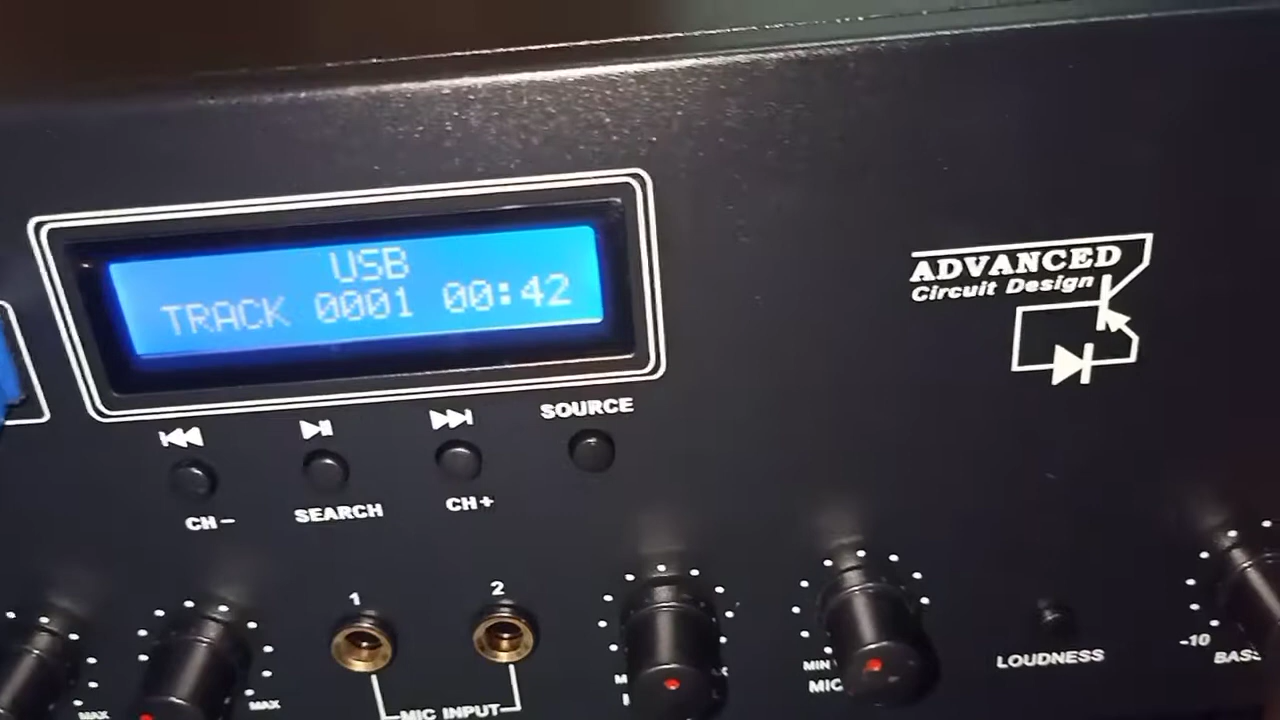 USB
TRACK 0001 00:42
ADVANCED
Circuit Design
SOURCE
CH-
SEARCH
CH+
1
2
MAX
MAX
MIC INPUT
MIN
MIC
LOUDNESS
-10
BASS